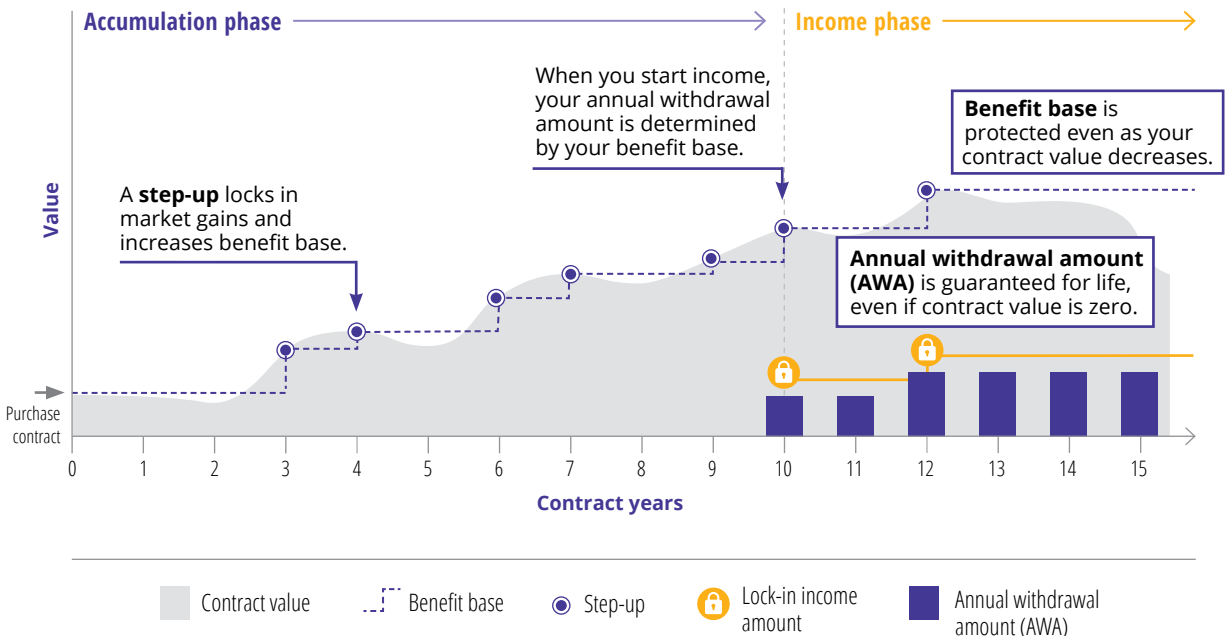 Accumulation phase
Income phase
When you start income,
your annual withdrawal
amount is determined
by your benefit base.
Benefit base is
protected even as your
contract value decreases.
A step-up locks in
market gains and
increases benefit base.
Annual withdrawal amount
(AWA) is guaranteed for life,
even if contract value is zero.
Value
Purchase
contract
0 1 2 3 4 5 6 7 8 9 10 11 12 13 14 15
Contract years
Contract value
Benefit base
Step-up
Lock-in income
amount
Annual withdrawal
amount (AWA)